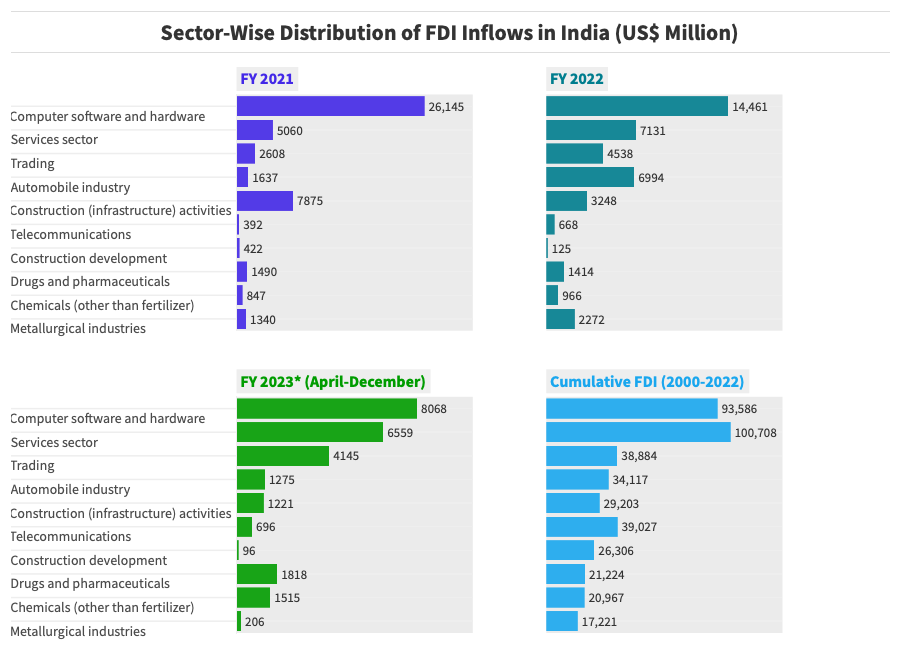 Sector-Wise Distribution of FDI Inflows in India (US$ Million)
FY 2021
FY 2022
Computer software and hardware 26,145 14,461
Services sector 5060 7131
Trading 2608 4538
Automobile industry 1637 6994
Construction (infrastructure) activities 7875 3248
Telecommunications 392 668
Construction development 422 125
Drugs and pharmaceuticals 1490 1414
Chemicals (other than fertilizer) 847 966
Metallurgical industries 1340 2272
FY 2023* (April-December)
Cumulative FDI (2000-2022)
Computer software and hardware 8068 93,586
Services sector 6559 100,708
Trading 4145 38,884
Automobile industry 1275 34,117
Construction (infrastructure) activities 1221 29,203
Telecommunications 696 39,027
Construction development 96 26,306
Drugs and pharmaceuticals 1818 21,224
Chemicals (other than fertilizer) 1515 20,967
Metallurgical industries 206 17,221